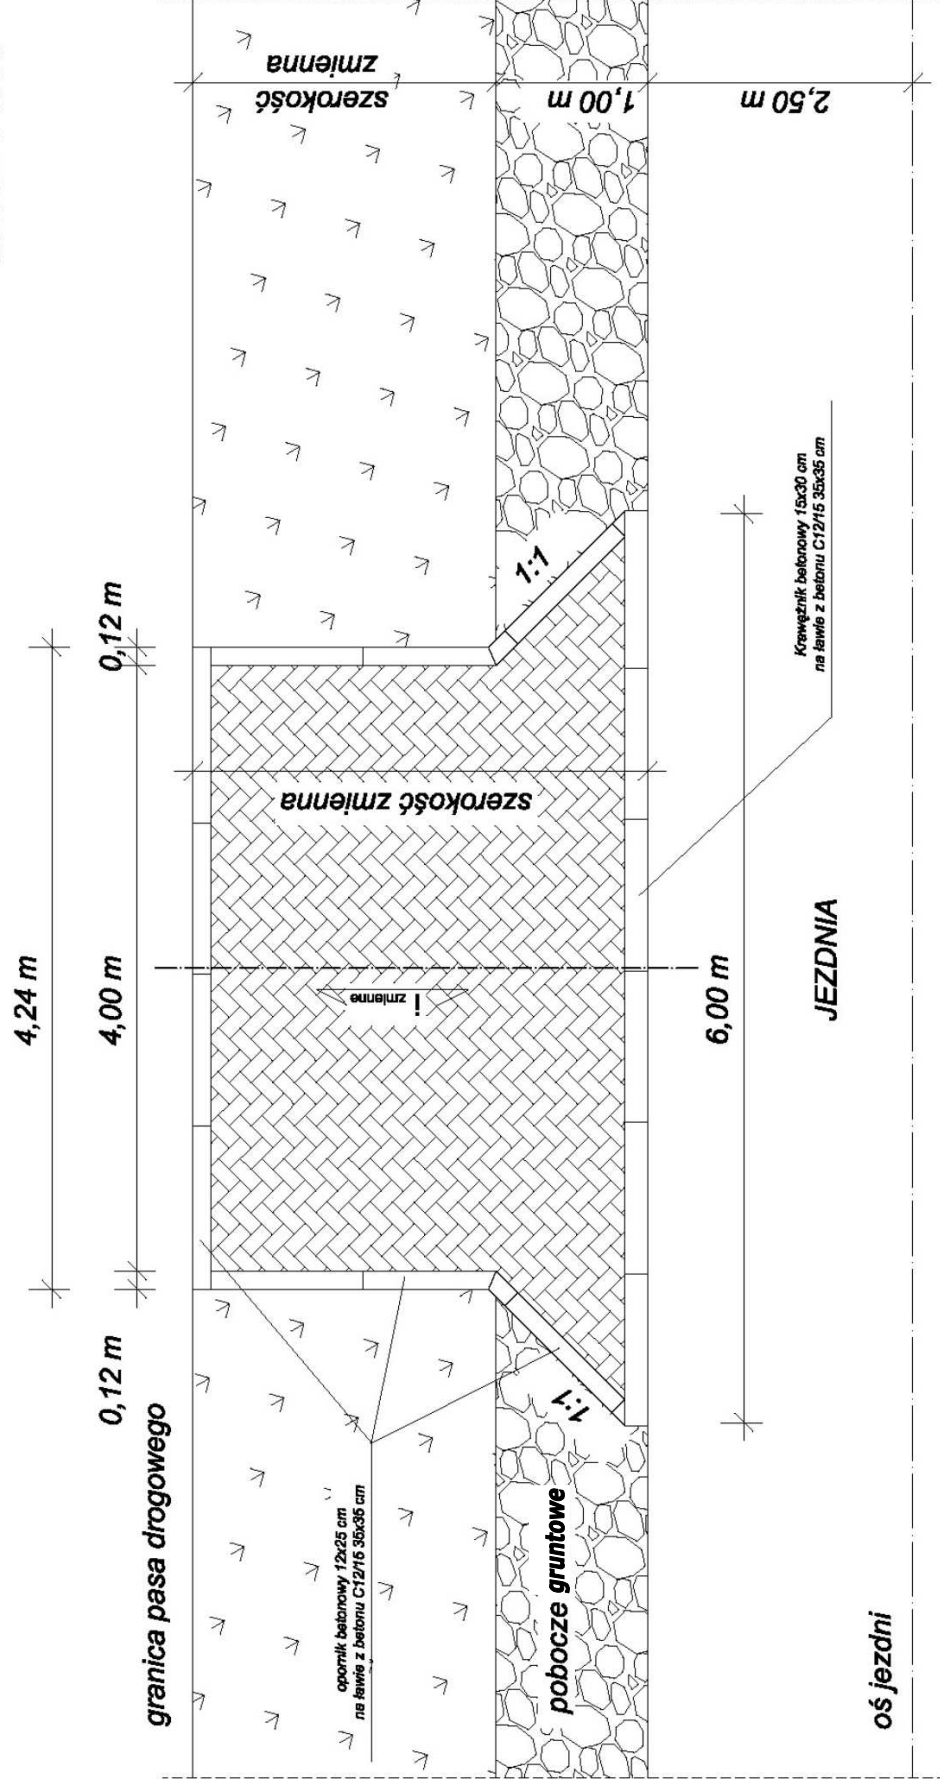 4,24 m
0,12 m
4,00 m
0,12 m
granica pasa drogowego
szerokość
zmienna
1,00 m
2,50 m
szerokość zmienna
i
zmienne
1:1
1:1
opornik betonowy 12x25 cm
na ławie z betonu C12/15 35x35 cm
pobocze gruntowe
6,00 m
Krawężnik betonowy 15x30 cm
na ławie z betonu C12/15 35x35 cm
JEZDNIA
oś jezdni